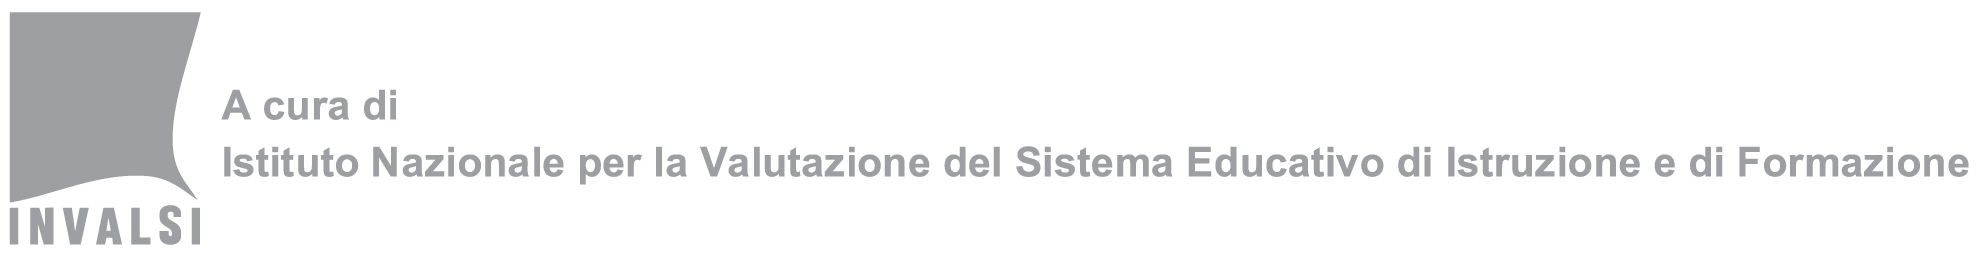 A cura di
Istituto Nazionale per la Valutazione del Sistema Educativo di Istruzione e di Formazione
INVALSI